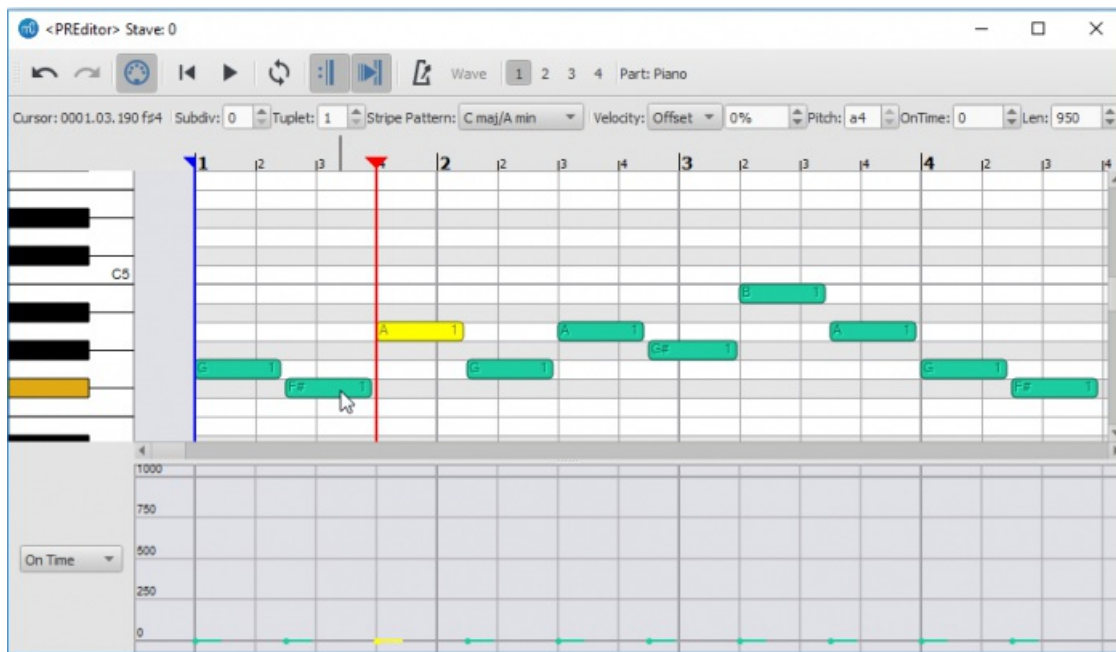 <PREditor> Stave: 0
Wave 1 2 3 4 Part: Piano
Cursor: 0001.03.190 f♯4 Subdiv: 0 Tuplet: 1 Stripe Pattern: C maj/A min Velocity: Offset 0% Pitch: a4 OnTime: 0 Len: 950
1 2 3 4 2 2 3 4 3 2 3 4 4 2 3 4
C5
B 1
A 1 A 1 A 1
G# 1
G 1 G 1 G 1
F# 1 F# 1
1000
750
500
On Time
250
0